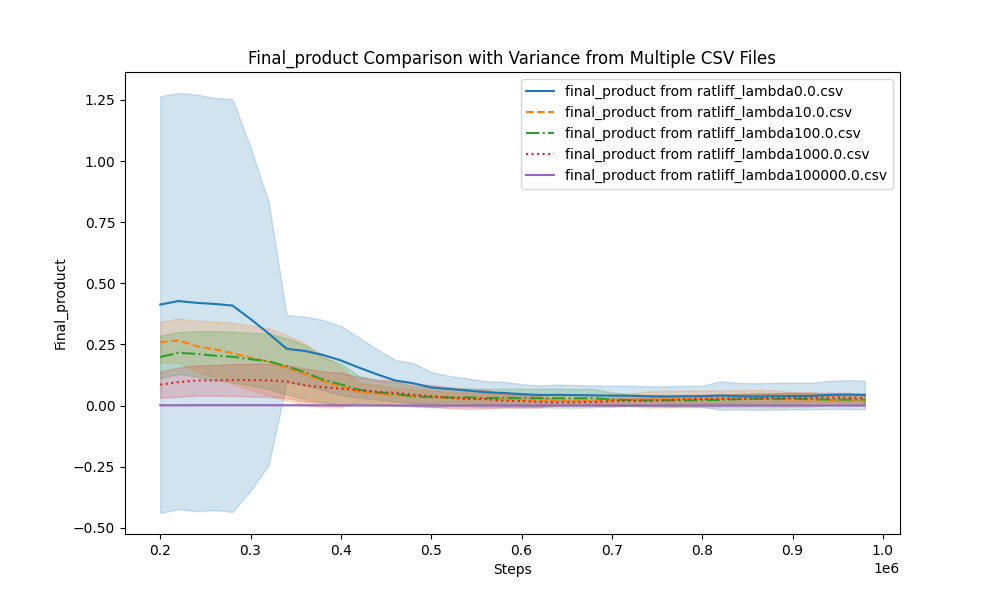 Final_product Comparison with Variance from Multiple CSV Files
final_product from ratliff_lambda0.0.csv
final_product from ratliff_lambda10.0.csv
final_product from ratliff_lambda100.0.csv
final_product from ratliff_lambda1000.0.csv
final_product from ratliff_lambda100000.0.csv
Final_product
1.25
1.00
0.75
0.50
0.25
0.00
−0.25
−0.50
0.2 0.3 0.4 0.5 0.6 0.7 0.8 0.9 1.0
1e6
Steps